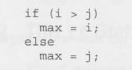 if (i > j)
  max = i;
else
  max = j;